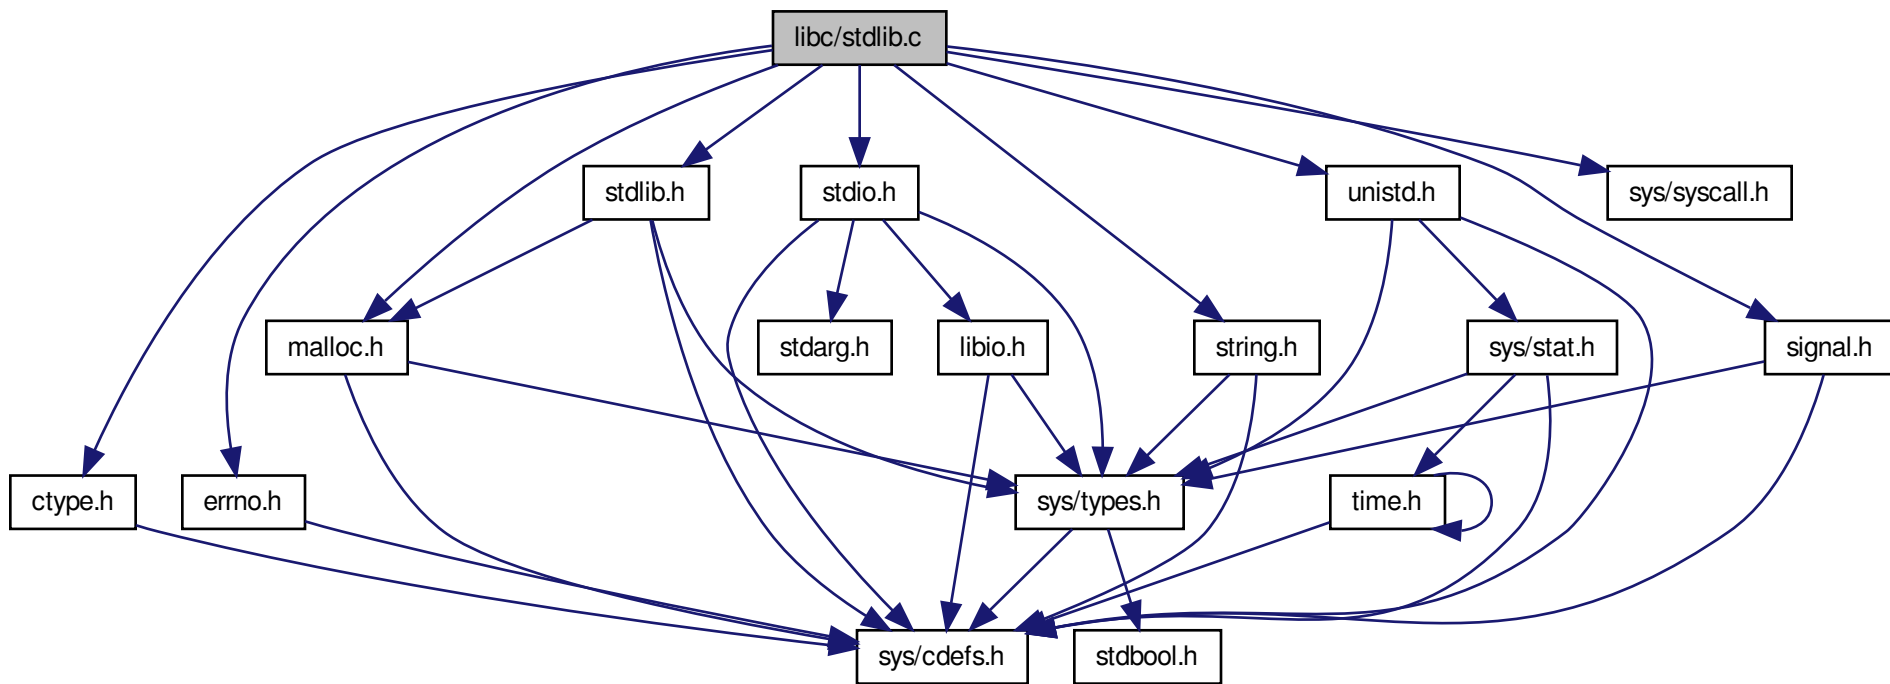 libc/stdlib.c
stdlib.h
stdio.h
unistd.h
sys/syscall.h
malloc.h
stdarg.h
libio.h
string.h
sys/stat.h
signal.h
ctype.h
errno.h
sys/types.h
time.h
sys/cdefs.h
stdbool.h